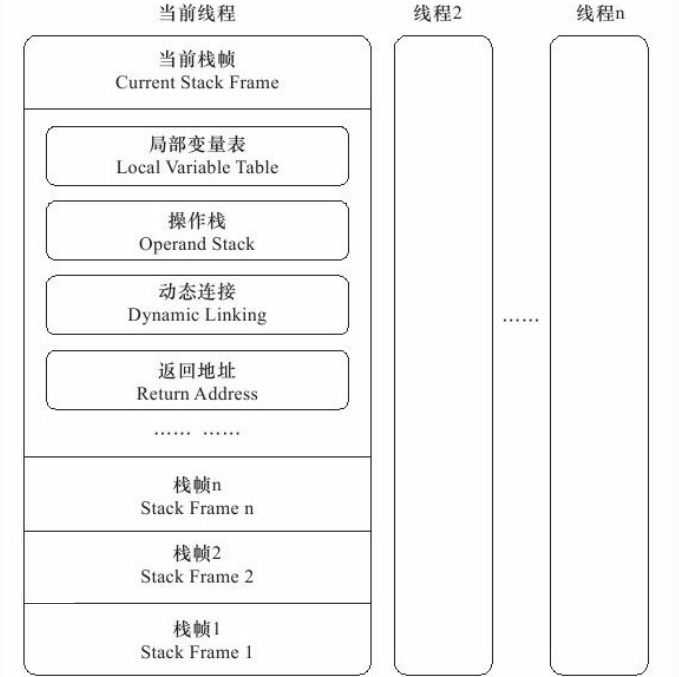 当前线程
线程2
线程n
当前栈帧
Current Stack Frame
局部变量表
Local Variable Table
操作栈
Operand Stack
动态连接
Dynamic Linking
返回地址
Return Address
…… ……
……
栈帧n
Stack Frame n
栈帧2
Stack Frame 2
栈帧1
Stack Frame 1